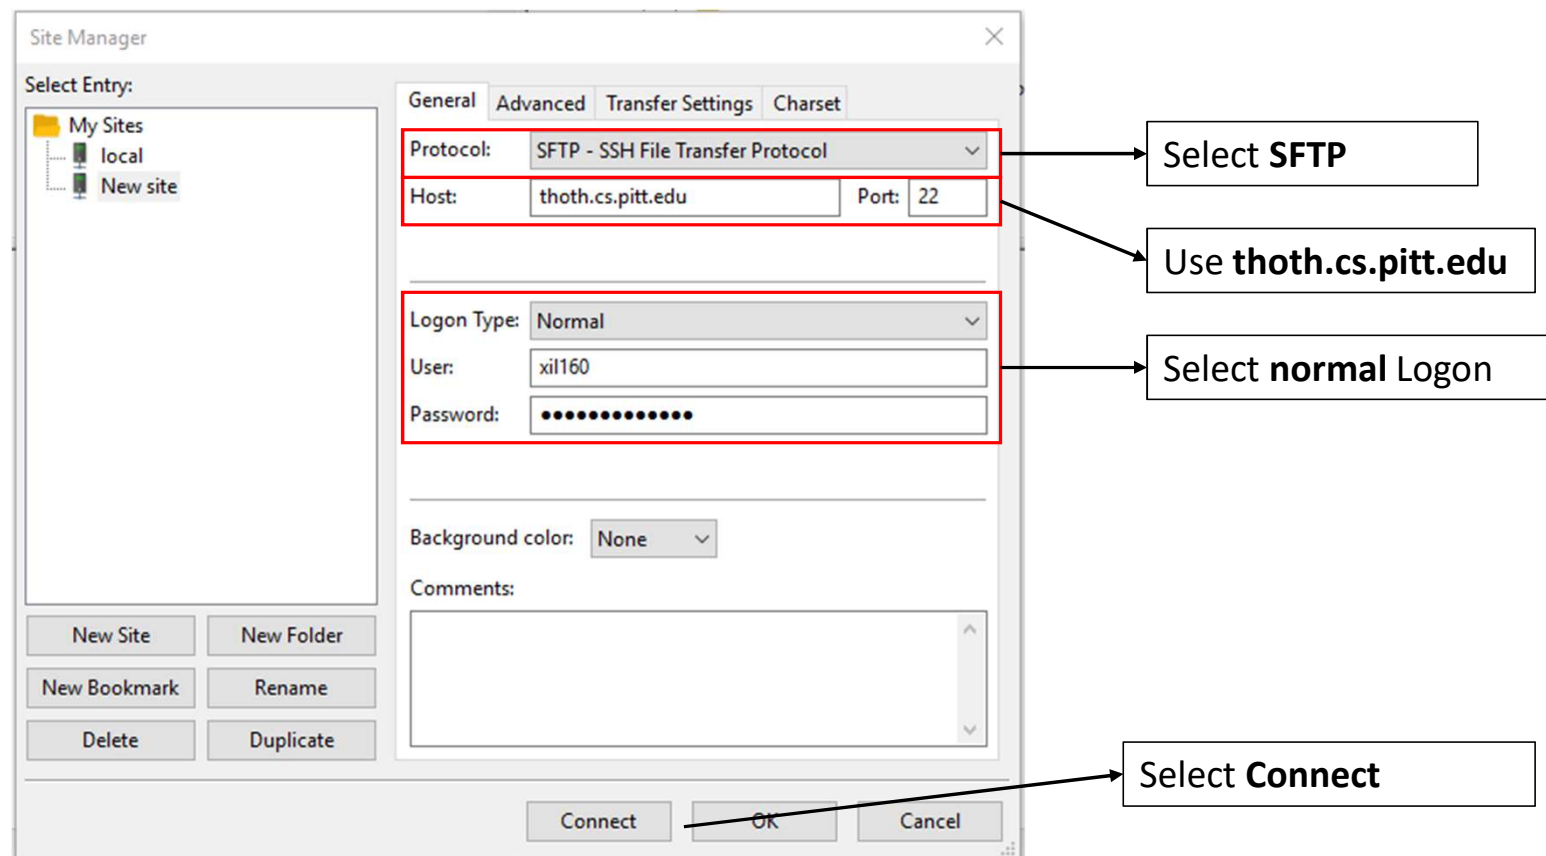 Site Manager
Select Entry:
My Sites
local
New site
New Site
New Folder
New Bookmark
Rename
Delete
Duplicate
General Advanced Transfer Settings Charset
Protocol: SFTP - SSH File Transfer Protocol
Host: thoth.cs.pitt.edu Port: 22
Logon Type: Normal
User: xil160
Password: •••••••••••••
Background color: None
Comments:
Connect OK Cancel
Select SFTP
Use thoth.cs.pitt.edu
Select normal Logon
Select Connect